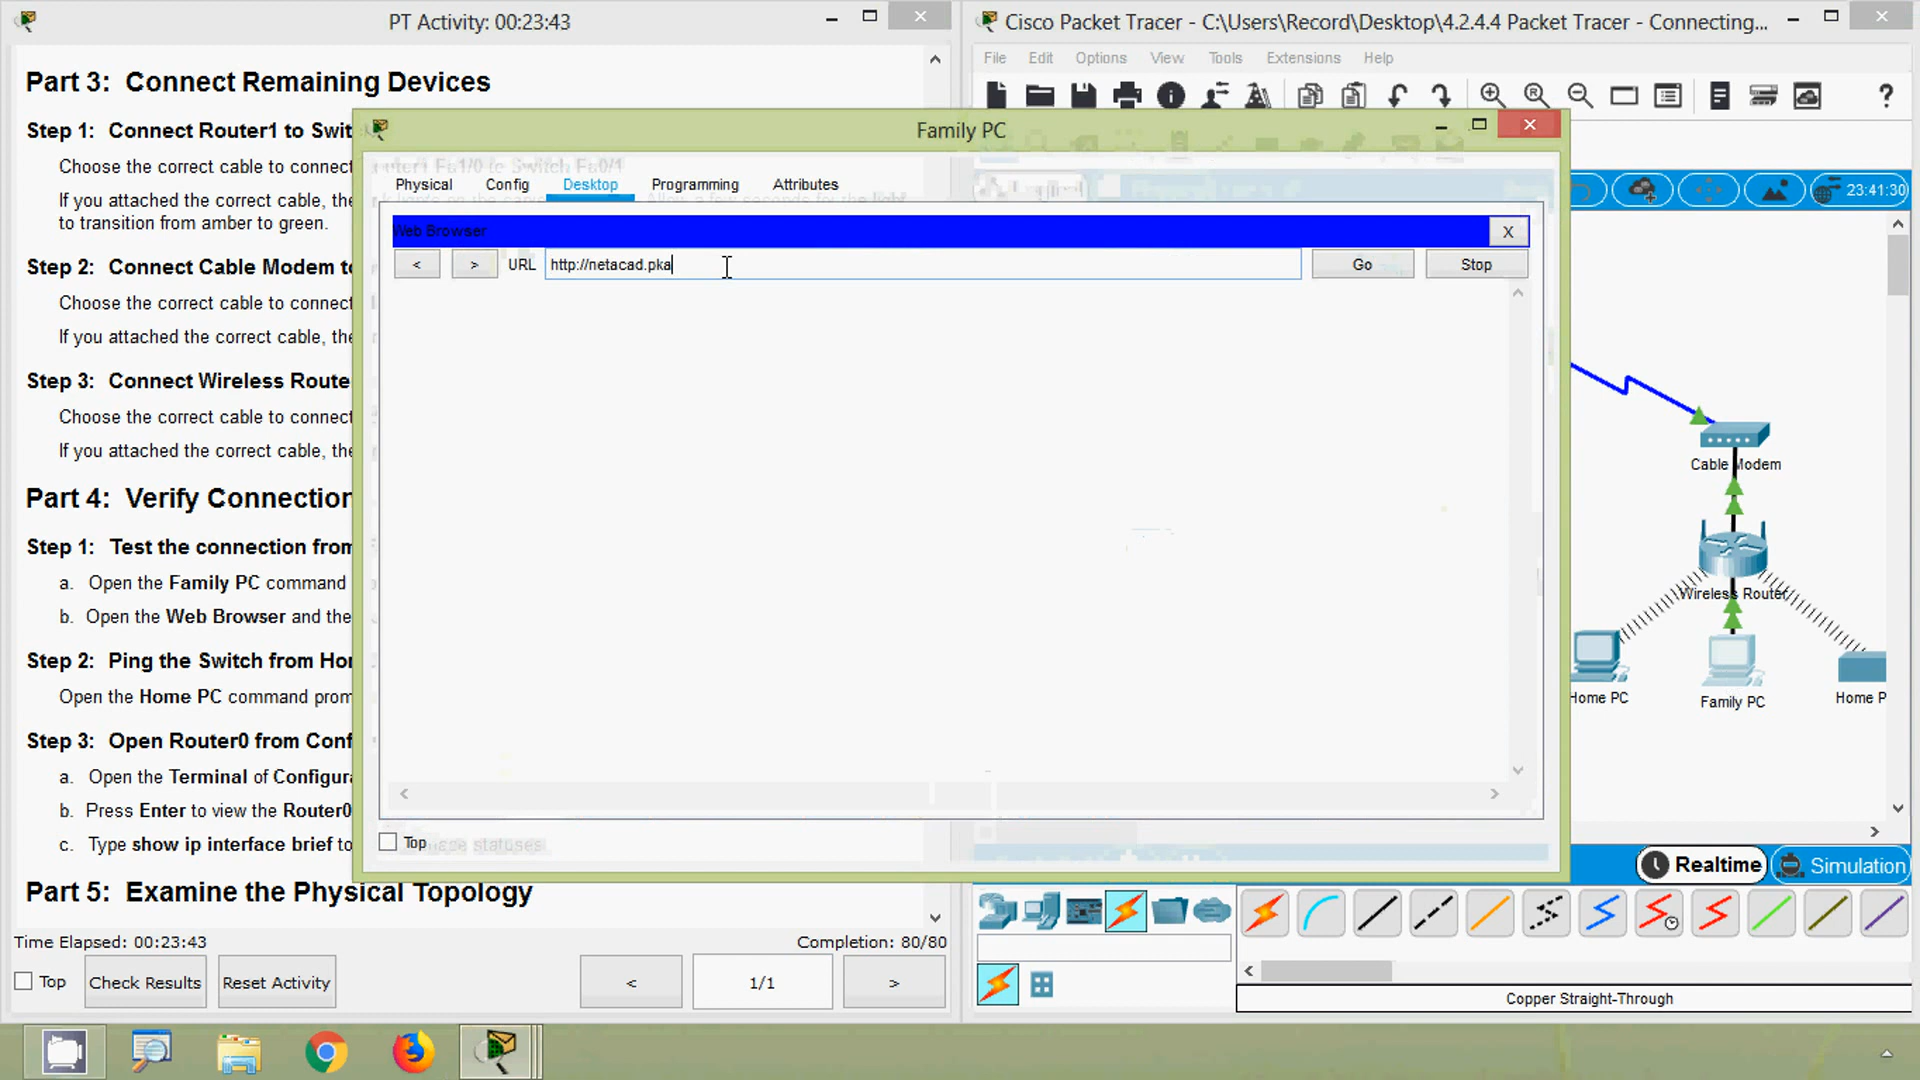 PT Activity: 00:23:43
Cisco Packet Tracer - C:\Users\Record\Desktop\4.2.4.4 Packet Tracer - Connecting...
File Edit Options View Tools Extensions Help
Part 3: Connect Remaining Devices
Step 1: Connect Router1 to Swit
Choose the correct cable to connect
If you attached the correct cable, the
to transition from amber to green.
Step 2: Connect Cable Modem to
Choose the correct cable to connect
If you attached the correct cable, the
Step 3: Connect Wireless Route
Choose the correct cable to connect
If you attached the correct cable, the
Part 4: Verify Connection
Step 1: Test the connection from
a. Open the Family PC command
b. Open the Web Browser and the
Step 2: Ping the Switch from Hor
Open the Home PC command prom
Step 3: Open Router0 from Conf
a. Open the Terminal of Configura
b. Press Enter to view the Router0
c. Type show ip interface brief to
Part 5: Examine the Physical Topology
Time Elapsed: 00:23:43
Completion: 80/80
Top
Check Results
Reset Activity
<
1/1
>
Family PC
Physical Config Desktop Programming Attributes
Web Browser
X
<
>
URL
http://netacad.pka
Go
Stop
Top
23:41:30
Cable Modem
Wireless Router
Home PC
Family PC
Home P
Realtime
Simulation
Copper Straight-Through